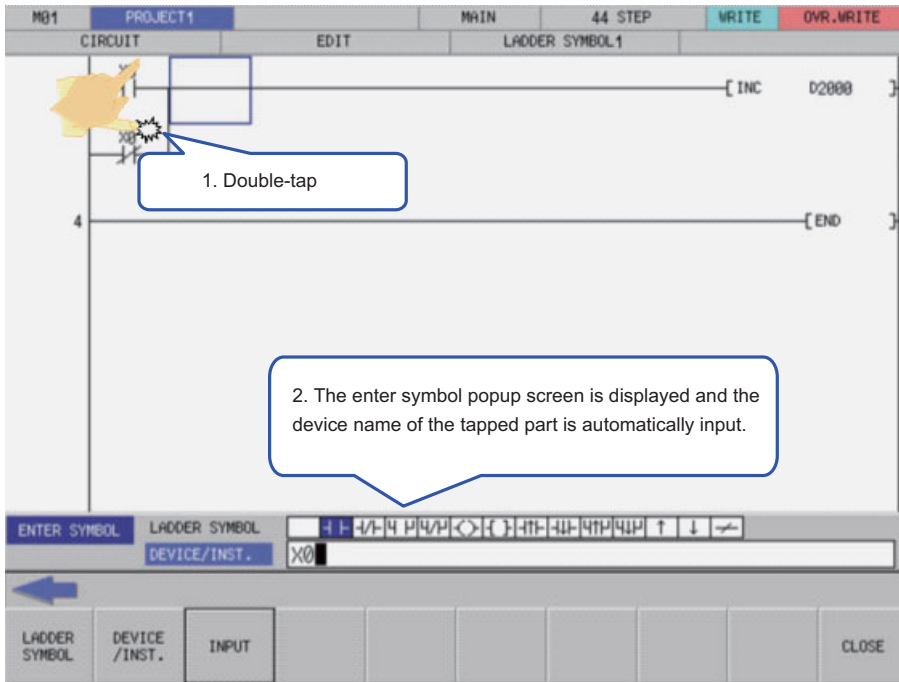 M01 PROJECT1 MAIN 44 STEP WRITE OVR.WRITE
CIRCUIT EDIT LADDER SYMBOL1
[ INC D2000 ]
X0
1. Double-tap
4 [ END ]
2. The enter symbol popup screen is displayed and the
device name of the tapped part is automatically input.
ENTER SYMBOL LADDER SYMBOL
DEVICE/INST. X0
LADDER
SYMBOL
DEVICE
/INST.
INPUT
CLOSE